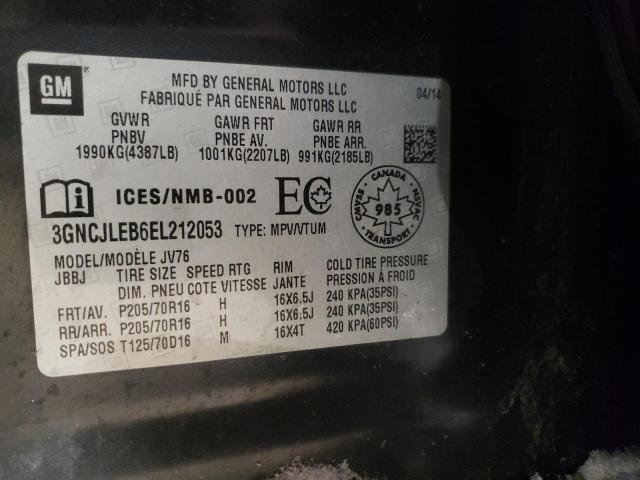 GM
MFD BY GENERAL MOTORS LLC
FABRIQUÉ PAR GENERAL MOTORS LLC
04/14
GVWR GAWR FRT GAWR RR
PNBV PNBE AV. PNBE ARR.
1990KG(4387LB) 1001KG(2207LB) 991KG(2185LB)
i ICES/NMB-002 EC
CANADA
985
TRANSPORT
3GNCJLEB6EL212053 TYPE: MPV/VTUM
MODEL/MODÈLE JV76
JBBJ TIRE SIZE SPEED RTG RIM COLD TIRE PRESSURE
DIM. PNEU COTE VITESSE JANTE PRESSION À FROID
FRT/AV. P205/70R16 H 16X6.5J 240 KPA(35PSI)
RR/ARR. P205/70R16 H 16X6.5J 240 KPA(35PSI)
SPA/SOS T125/70D16 M 16X4T 420 KPA(60PSI)